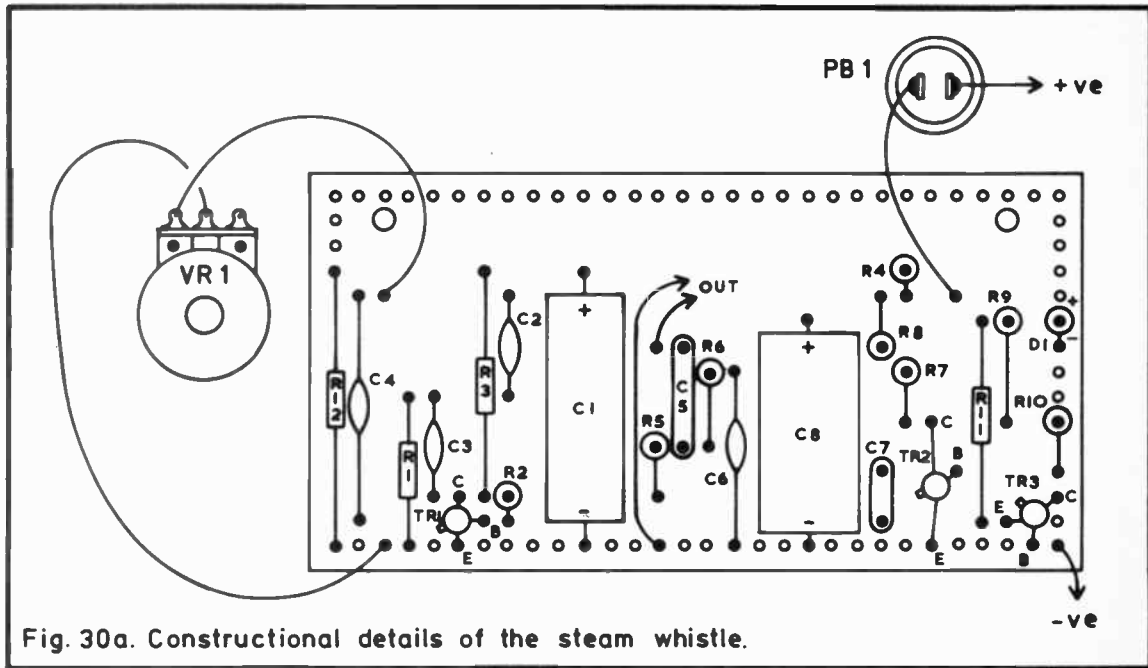 PB 1
+ve
VR 1
OUT
R4
R9
+
C2
+
R6
+
R8
D1
-
R12
C4
R3
C5
R7
R11
R10
C1
C8
R1
C3
R5
C6
C7
C
TR2
B
C
R2
TR3
C
TR1
B
-
-
E
E
E
B
-ve
Fig. 30a. Constructional details of the steam whistle.